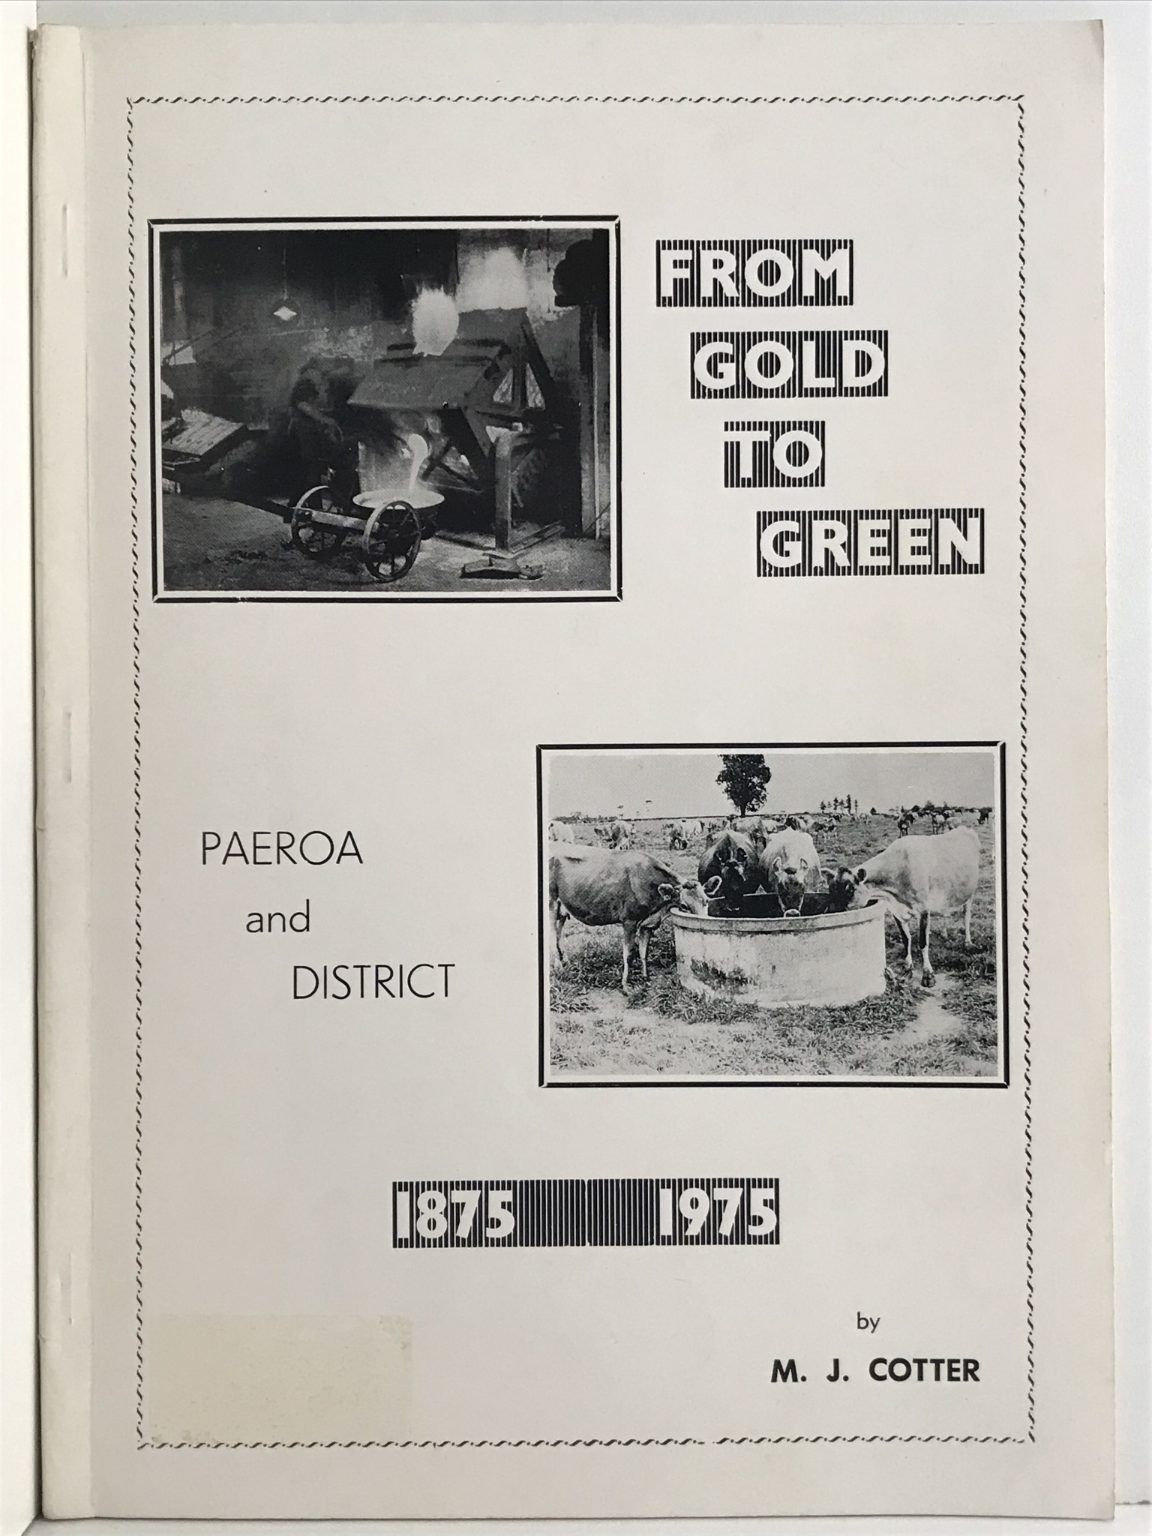 FROM
GOLD
TO
GREEN
PAEROA
and
DISTRICT
1875 1975
by
M. J. COTTER